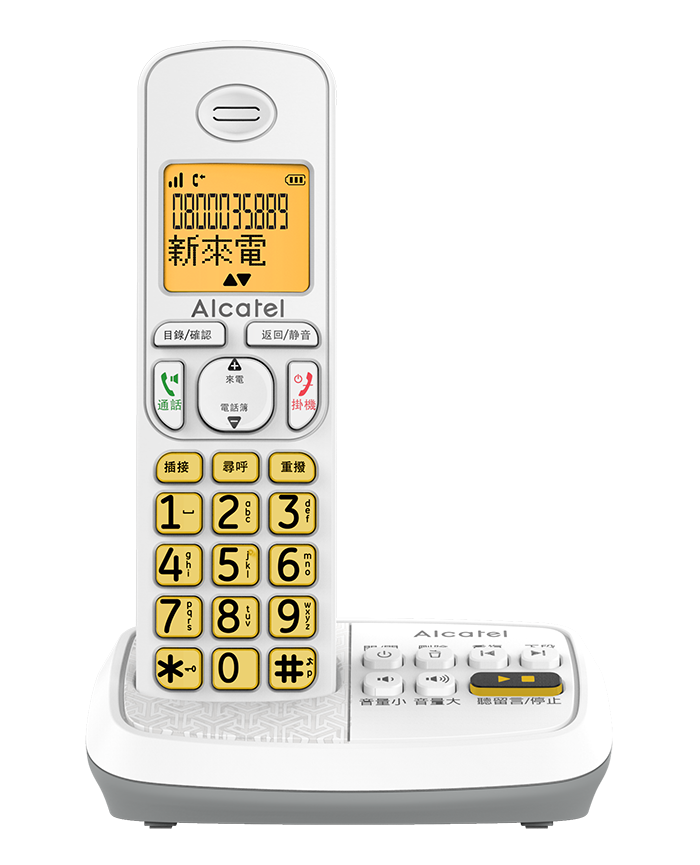 0800035889
新來電
Alcatel
目錄/確認 返回/靜音
來電
通話 掛機
電話簿
插接 尋呼 重撥
1 2 abc 3 def
4 ghi 5 jkl 6 mno
7 pqrs 8 tuv 9 wxyz
* 0 # P
Alcatel
音量小 音量大 聽留言/停止